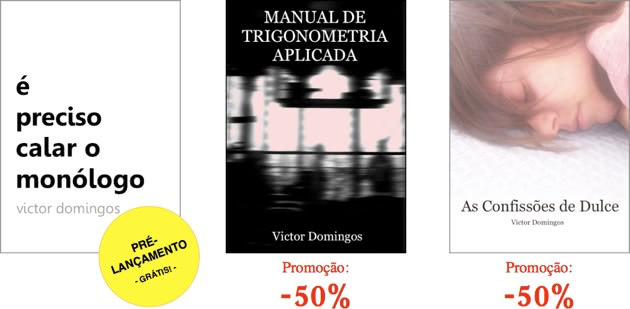 é
preciso
calar o
monólogo
victor domingos
PRÉ-
LANÇAMENTO
- GRÁTIS! -
MANUAL DE
TRIGONOMETRIA
APLICADA
Victor Domingos
Promoção:
-50%
As Confissões de Dulce
Victor Domingos
Promoção:
-50%